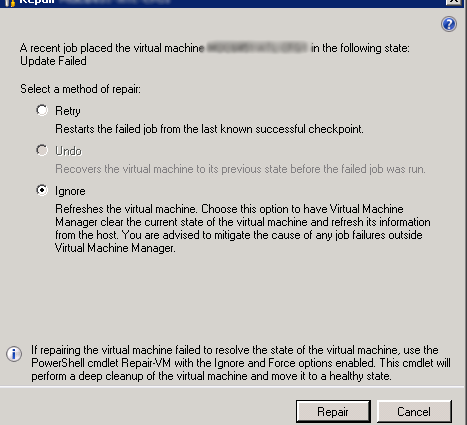 Repair
A recent job placed the virtual machine in the following state:
Update Failed
Select a method of repair:
Retry
Restarts the failed job from the last known successful checkpoint.
Undo
Recovers the virtual machine to its previous state before the failed job was run.
Ignore
Refreshes the virtual machine. Choose this option to have Virtual Machine
Manager clear the current state of the virtual machine and refresh its information
from the host. You are advised to mitigate the cause of any job failures outside
Virtual Machine Manager.
If repairing the virtual machine failed to resolve the state of the virtual machine, use the
PowerShell cmdlet Repair-VM with the Ignore and Force options enabled. This cmdlet will
perform a deep cleanup of the virtual machine and move it to a healthy state.
Repair Cancel